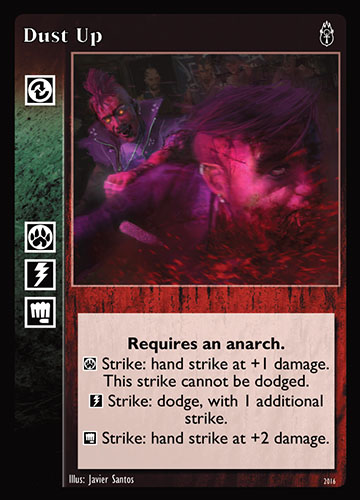 Dust Up
Requires an anarch.
Strike: hand strike at +1 damage.
This strike cannot be dodged.
Strike: dodge, with 1 additional
strike.
Strike: hand strike at +2 damage.
Illus: Javier Santos
2016